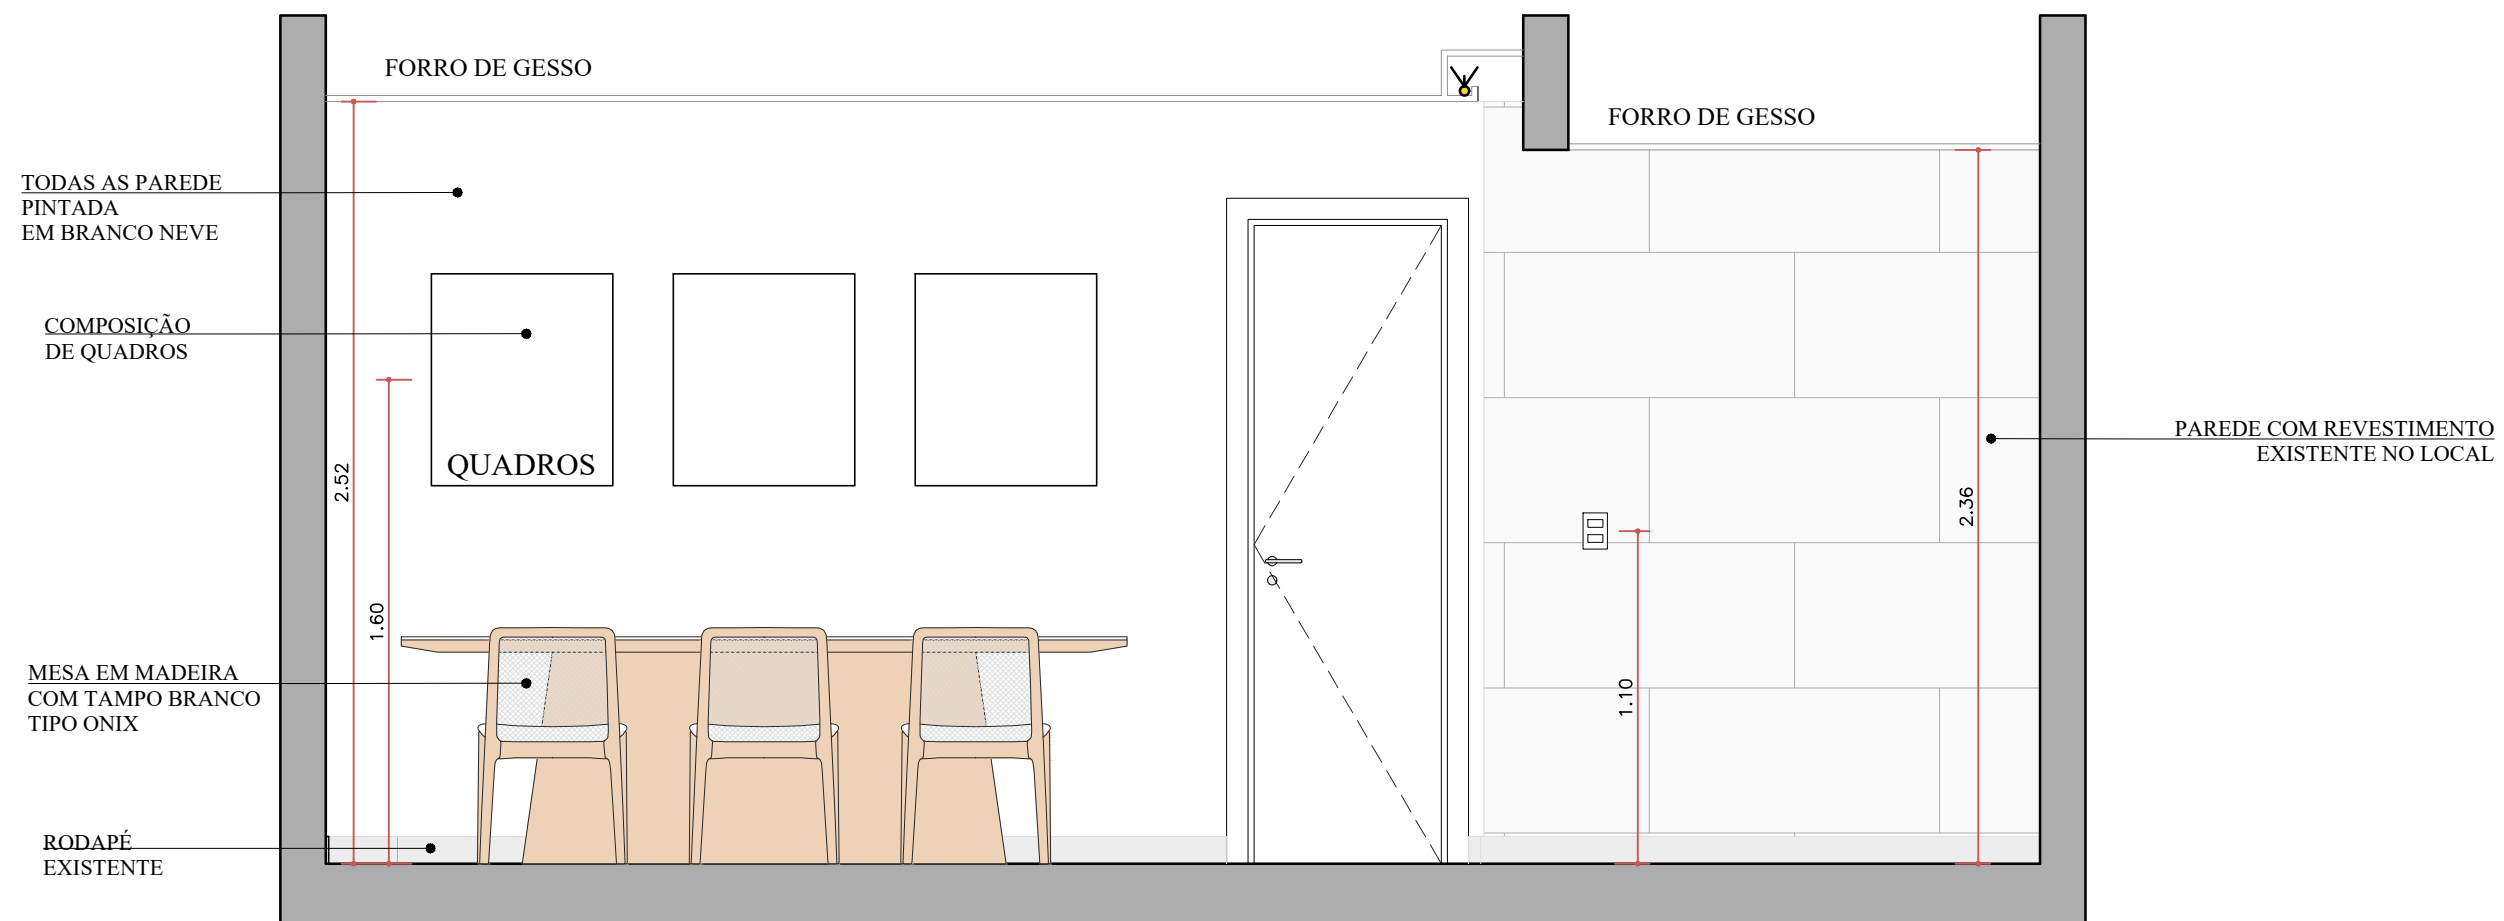 FORRO DE GESSO
FORRO DE GESSO
TODAS AS PAREDE
PINTADA
EM BRANCO NEVE
COMPOSIÇÃO
DE QUADROS
QUADROS
PAREDE COM REVESTIMENTO
EXISTENTE NO LOCAL
2.52
2.36
1.60
MESA EM MADEIRA
COM TAMPO BRANCO
TIPO ONIX
1.10
RODAPÉ
EXISTENTE